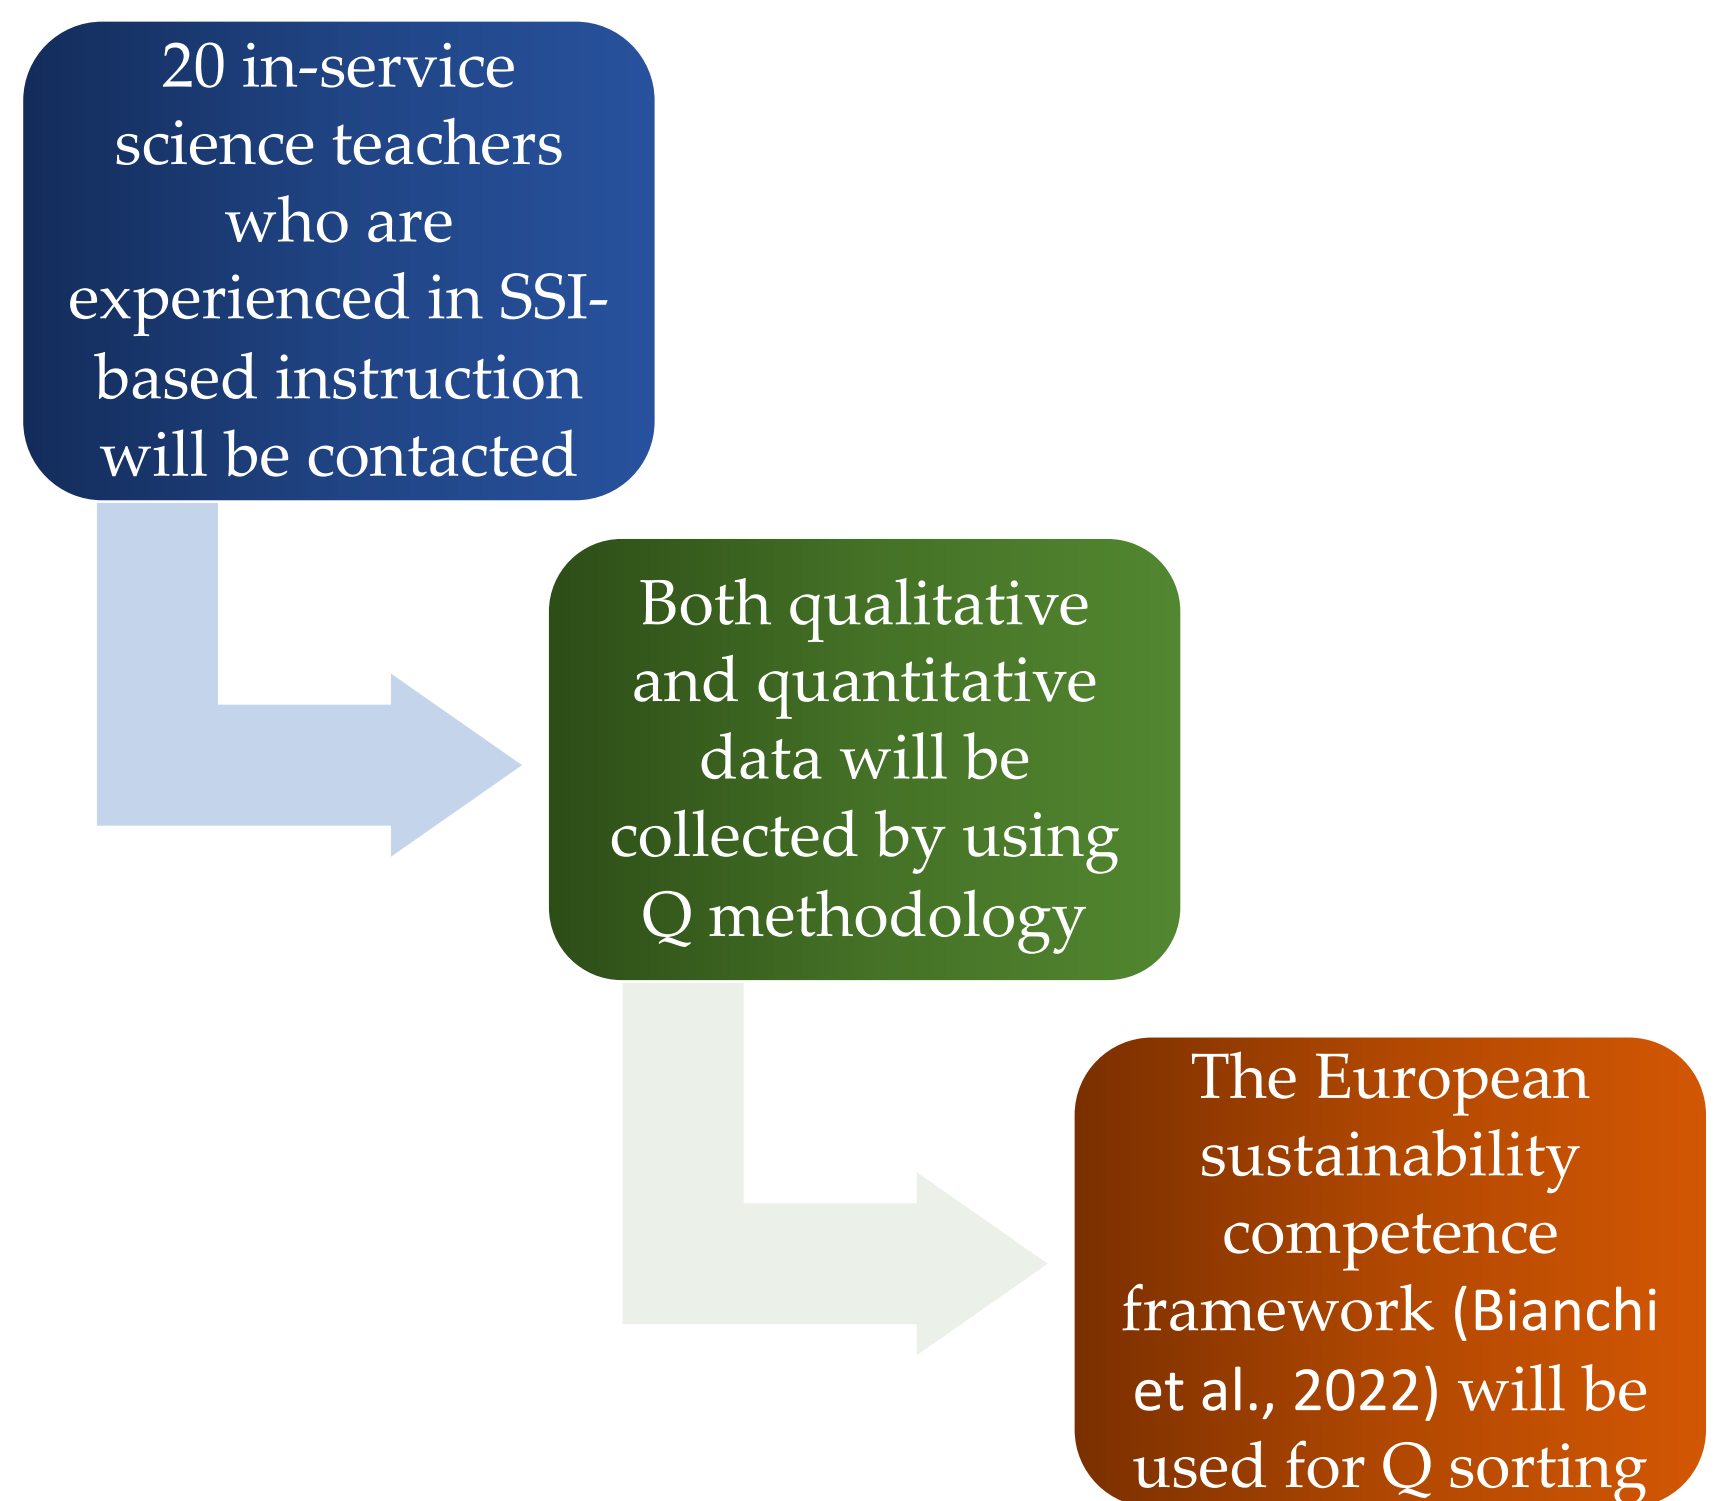 20 in-service
science teachers
who are
experienced in SSI-
based instruction
will be contacted
Both qualitative
and quantitative
data will be
collected by using
Q methodology
The European
sustainability
competence
framework (Bianchi
et al., 2022) will be
used for Q sorting